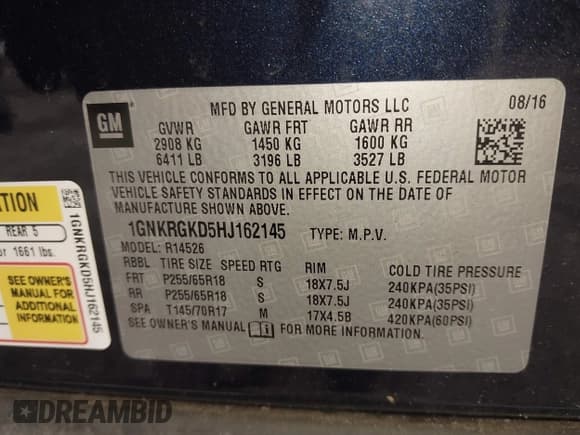 GM
MFD BY GENERAL MOTORS LLC 08/16
GVWR GAWR FRT GAWR RR
2908 KG 1450 KG 1600 KG
6411 LB 3196 LB 3527 LB
THIS VEHICLE CONFORMS TO ALL APPLICABLE U.S. FEDERAL MOTOR
VEHICLE SAFETY STANDARDS IN EFFECT ON THE DATE OF
MANUFACTURE SHOWN ABOVE.
1GNKRGKD5HJ162145 TYPE: M.P.V.
MODEL: R14526
RBBL TIRE SIZE SPEED RTG RIM COLD TIRE PRESSURE
FRT P255/65R18 S 18X7.5J 240KPA(35PSI)
RR P255/65R18 S 18X7.5J 240KPA(35PSI)
SPA T145/70R17 M 17X4.5B 420KPA(60PSI)
SEE OWNER'S MANUAL FOR MORE INFORMATION.
REAR 5
r 1661 lbs.
SEE OWNER'S
MANUAL FOR
ADDITIONAL
INFORMATION
1GNKRGKD5HJ162145
DREAMBID